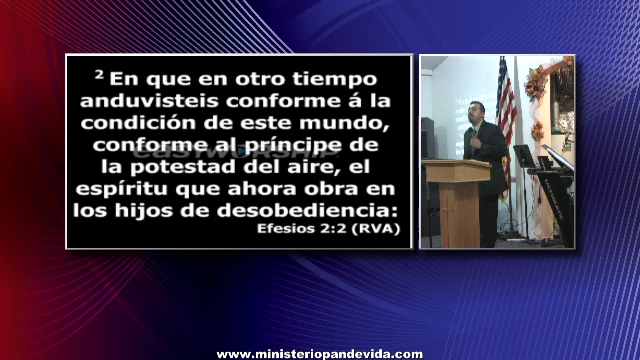 2 En que en otro tiempo
anduvisteis conforme á la
condición de este mundo,
conforme al príncipe de
la potestad del aire, el
espíritu que ahora obra en
los hijos de desobediencia:
Efesios 2:2 (RVA)
www.ministeriopandevida.com